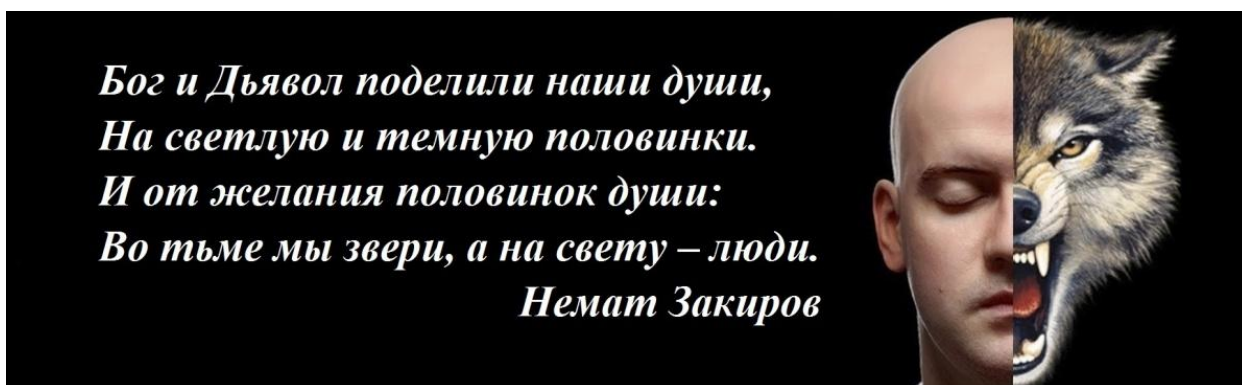 Бог и Дьявол поделили наши души,
На светлую и темную половинки.
И от желания половинок души:
Во тьме мы звери, а на свету – люди.
Немат Закиров